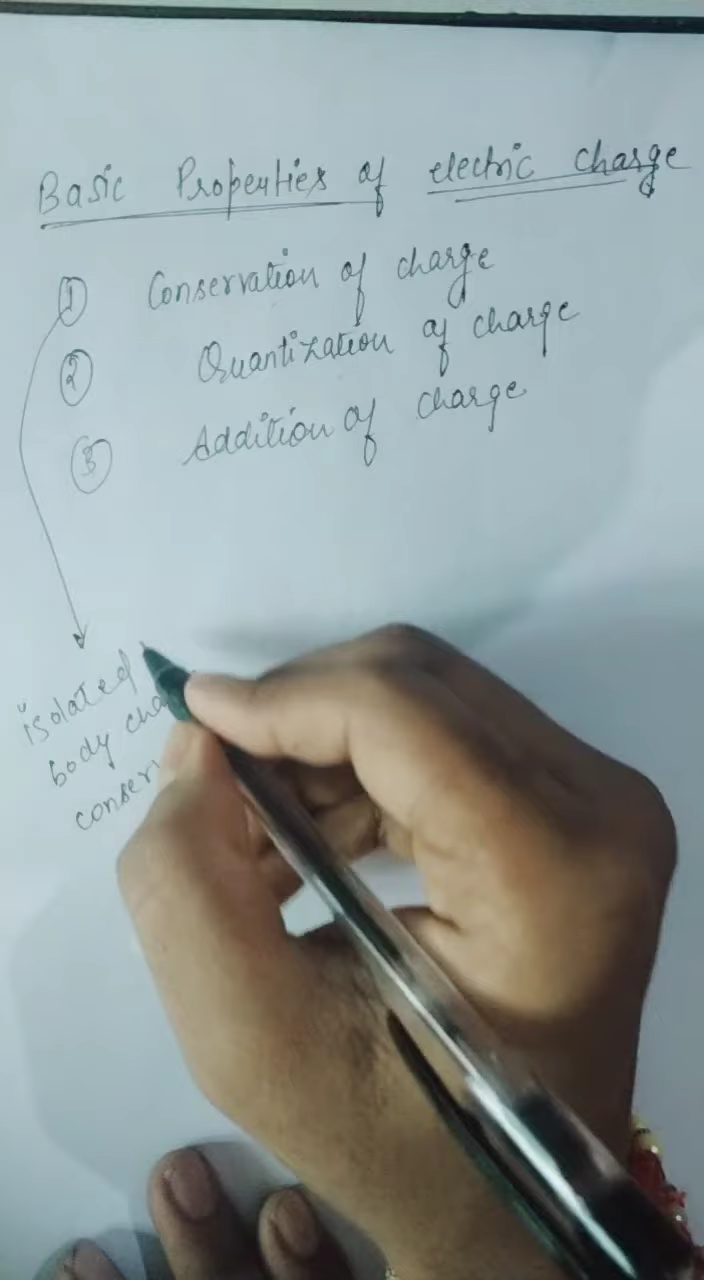 Basic Properties of electric charge
① Conservation of charge
② Quantization of charge
③ Addition of charge
isolated
body